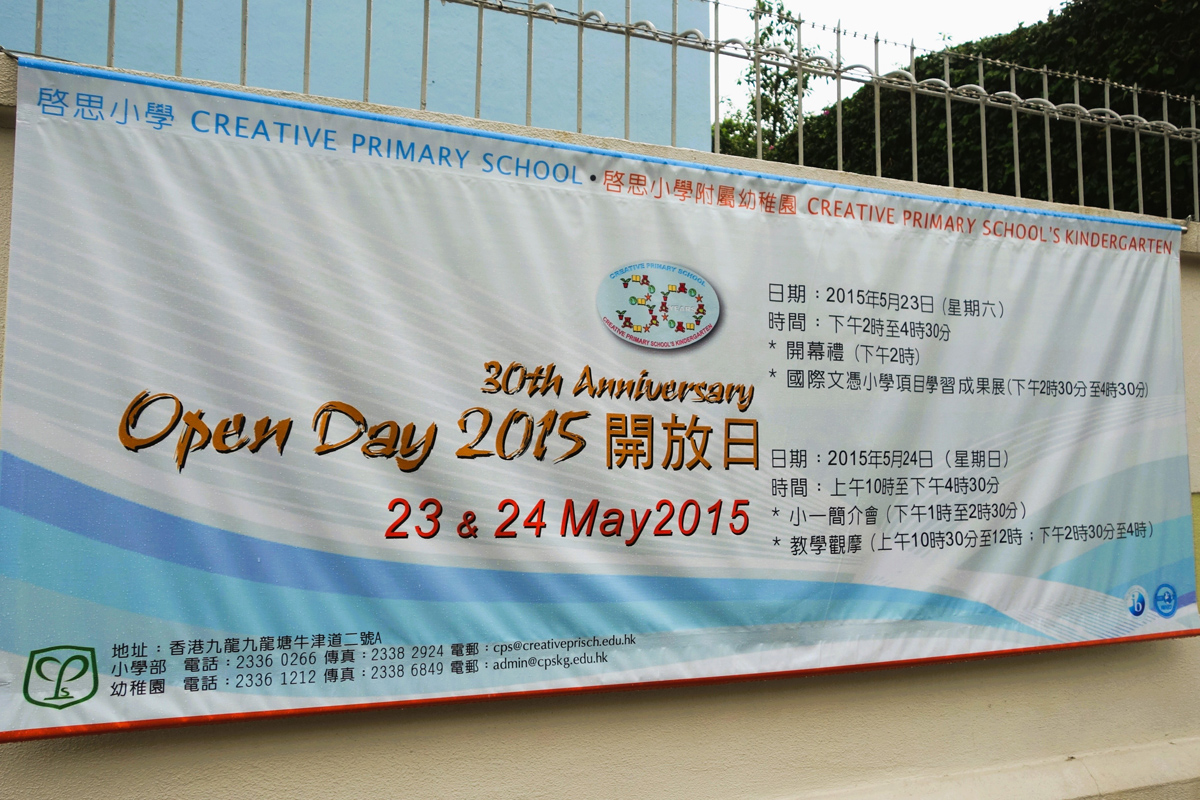 啓思小學 CREATIVE PRIMARY SCHOOL・啓思小學附屬幼稚園 CREATIVE PRIMARY SCHOOL'S KINDERGARTEN
CREATIVE PRIMARY SCHOOL
30
CREATIVE PRIMARY SCHOOL'S KINDERGARTEN
30th Anniversary
Open Day 2015 開放日
23 & 24 May2015
日期：2015年5月23日（星期六）
時間：下午2時至4時30分
* 開幕禮（下午2時）
* 國際文憑小學項目學習成果展(下午2時30分至4時30分)
日期：2015年5月24日（星期日）
時間：上午10時至下午4時30分
* 小一簡介會（下午1時至2時30分）
* 教學觀摩（上午10時30分至12時；下午2時30分至4時）
地址：香港九龍九龍塘牛津道二號A
小學部 電話：2336 0266 傳真：2338 2924 電郵：cps@creativeprisch.edu.hk
幼稚園 電話：2336 1212 傳真：2338 6849 電郵：admin@cpskg.edu.hk
ib